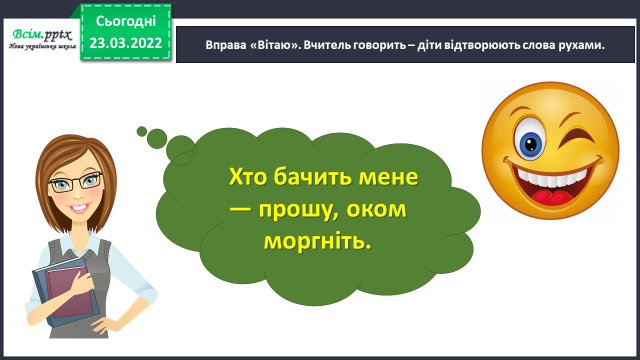 Всім.pptx
Нова українська школа
Сьогодні
23.03.2022
Вправа «Вітаю». Вчитель говорить – діти відтворюють слова рухами.
Хто бачить мене
— прошу, оком
моргніть.